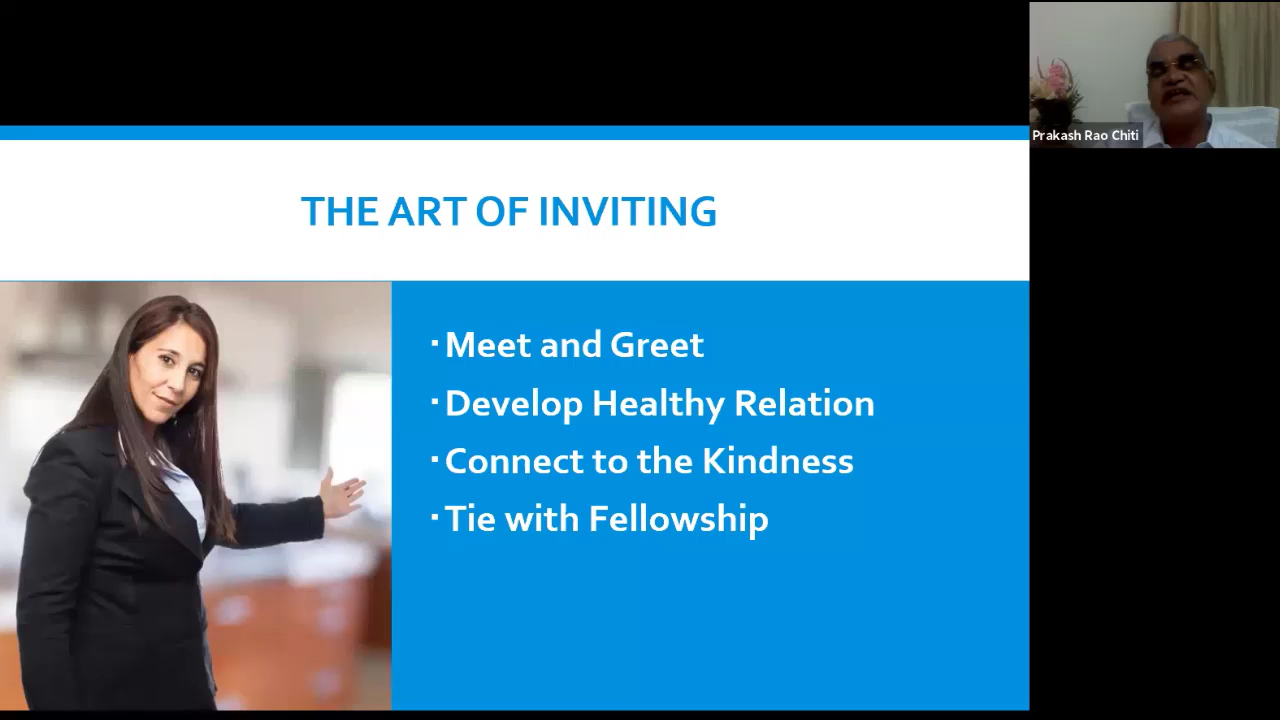 Prakash Rao Chiti
THE ART OF INVITING
Meet and Greet
Develop Healthy Relation
Connect to the Kindness
Tie with Fellowship